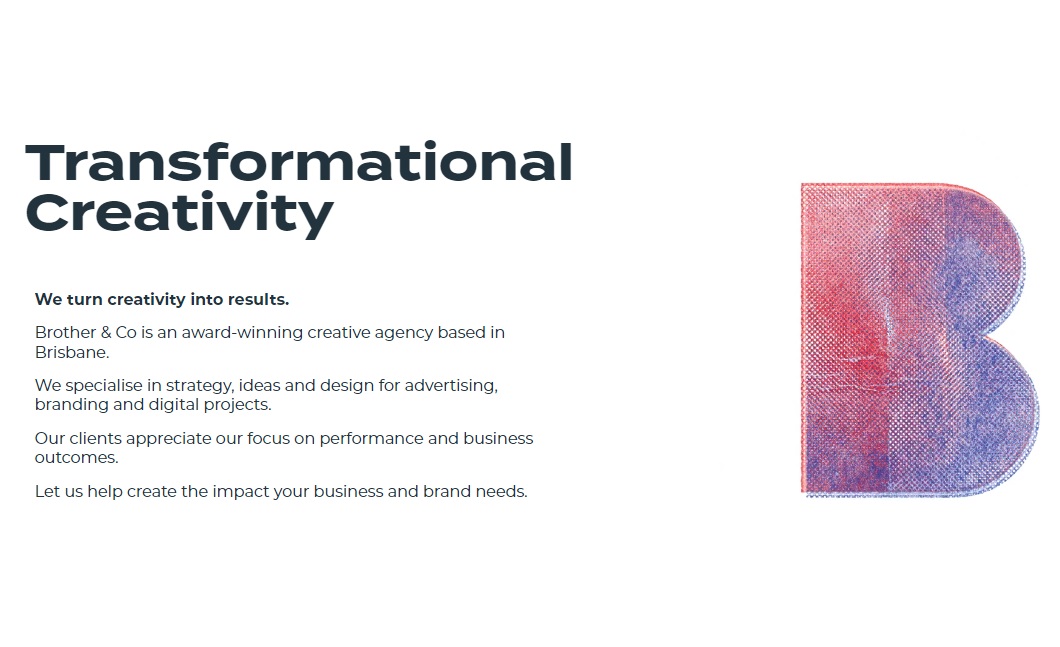 Transformational
Creativity
We turn creativity into results.
Brother & Co is an award-winning creative agency based in
Brisbane.
We specialise in strategy, ideas and design for advertising,
branding and digital projects.
Our clients appreciate our focus on performance and business
outcomes.
Let us help create the impact your business and brand needs.
B